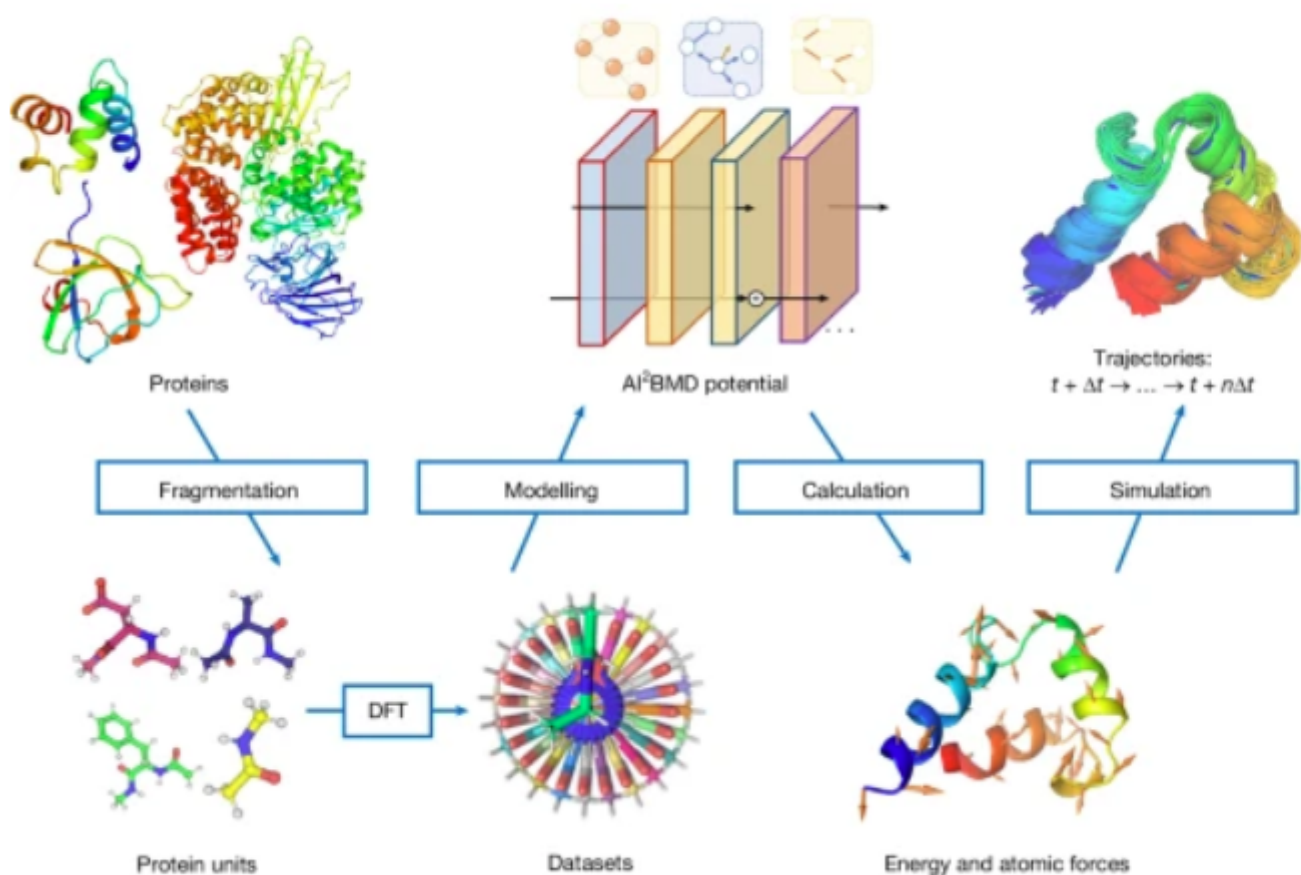 Proteins
AI²BMD potential
Trajectories:
t + Δt → ... → t + nΔt
Fragmentation
Modelling
Calculation
Simulation
DFT
Protein units
Datasets
Energy and atomic forces